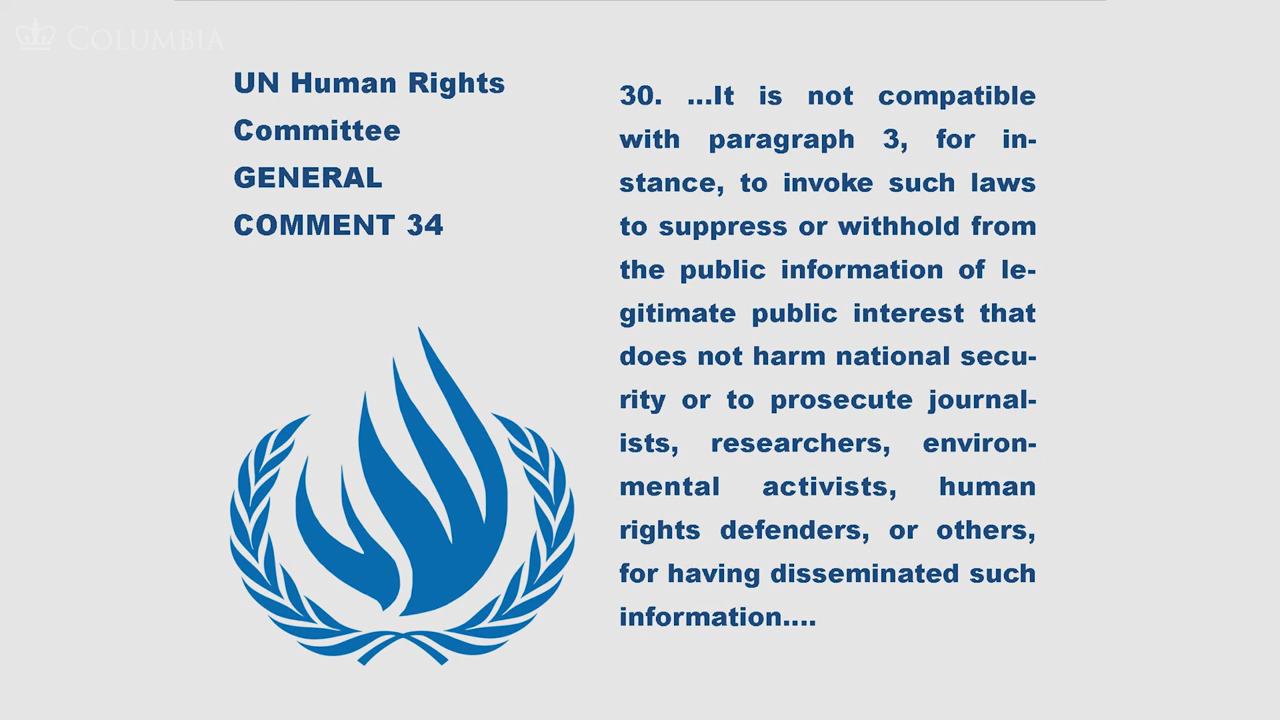 COLUMBIA
UN Human Rights
Committee
GENERAL
COMMENT 34
30. ...It is not compatible
with paragraph 3, for in-
stance, to invoke such laws
to suppress or withhold from
the public information of le-
gitimate public interest that
does not harm national secu-
rity or to prosecute journal-
ists, researchers, environ-
mental activists, human
rights defenders, or others,
for having disseminated such
information....